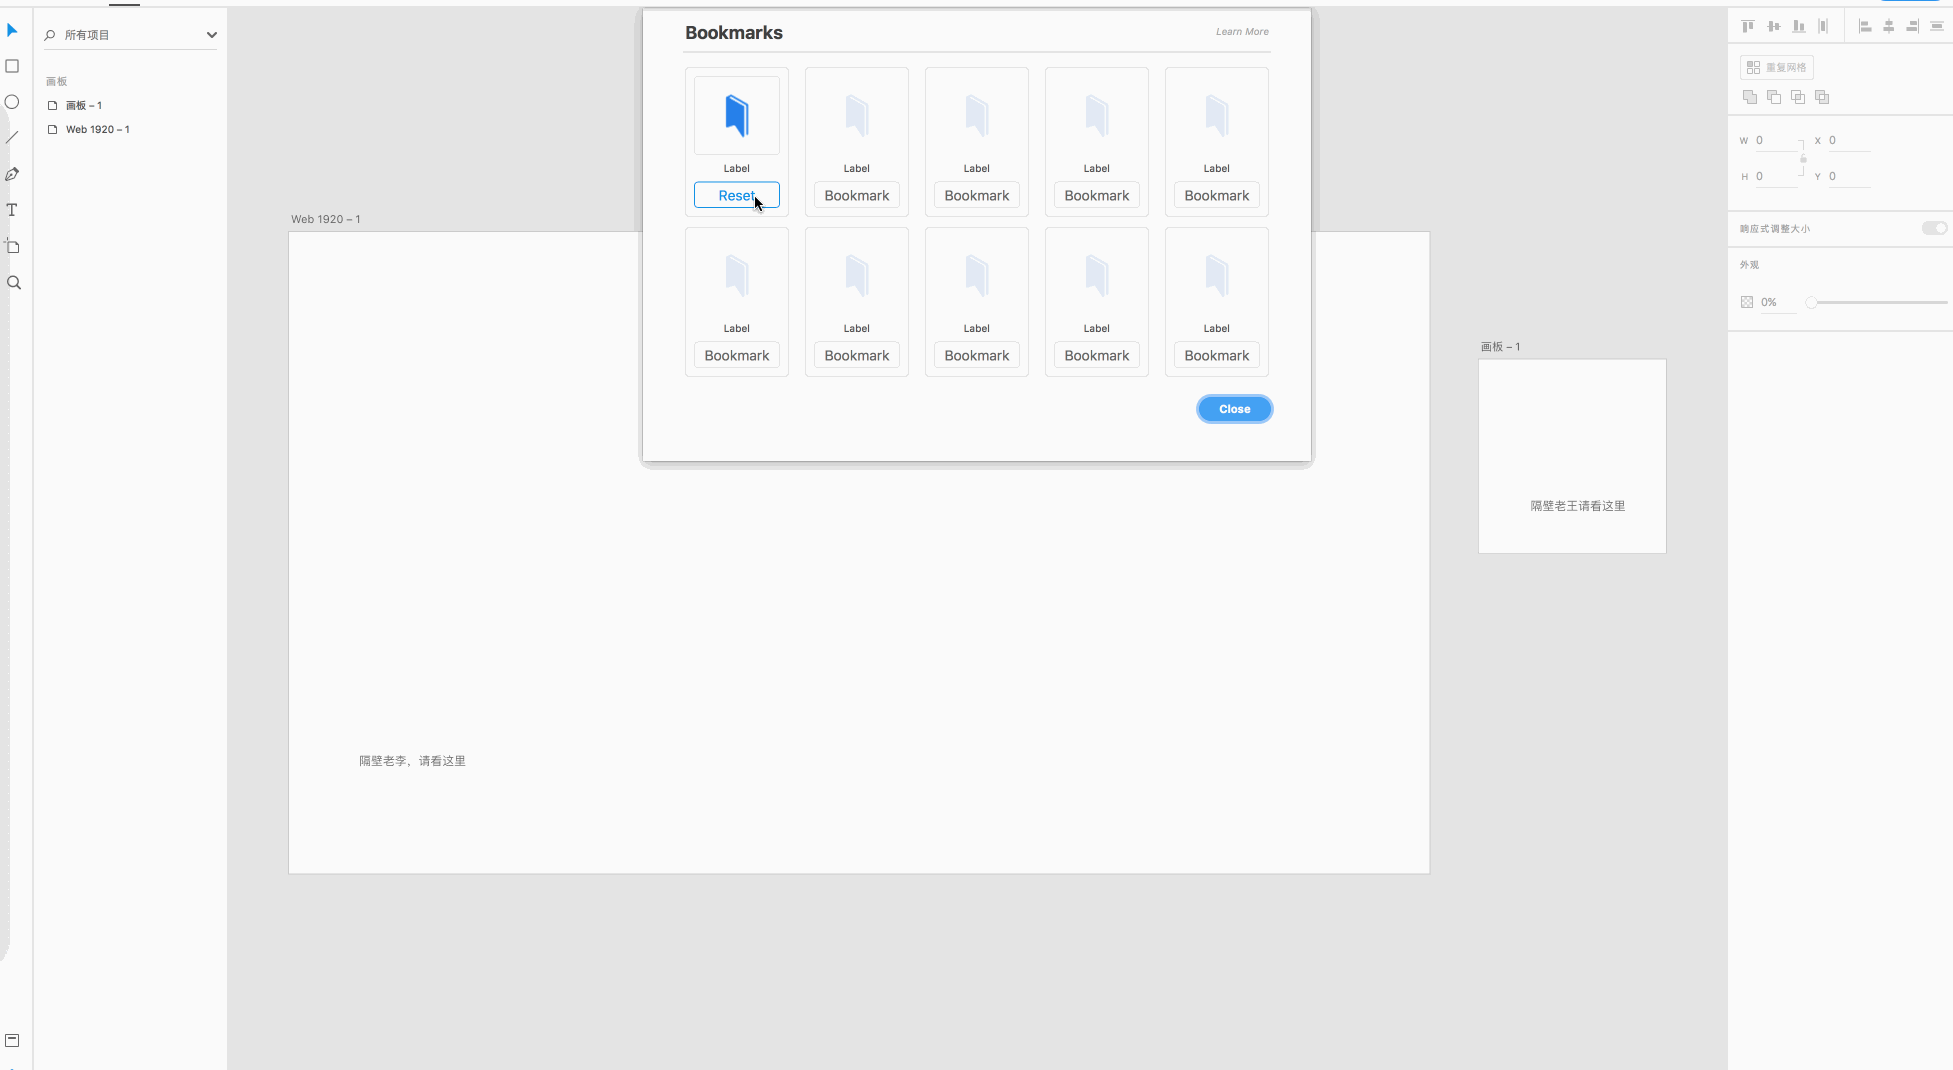 所有项目
画板
画板 – 1
Web 1920 – 1
Bookmarks
Learn More
Label Label Label Label Label
Reset Bookmark Bookmark Bookmark Bookmark
Label Label Label Label Label
Bookmark Bookmark Bookmark Bookmark Bookmark
Close
Web 1920 – 1
隔壁老李，请看这里
画板 – 1
隔壁老王请看这里
重复网格
W 0 X 0
H 0 Y 0
响应式调整大小
外观
0%